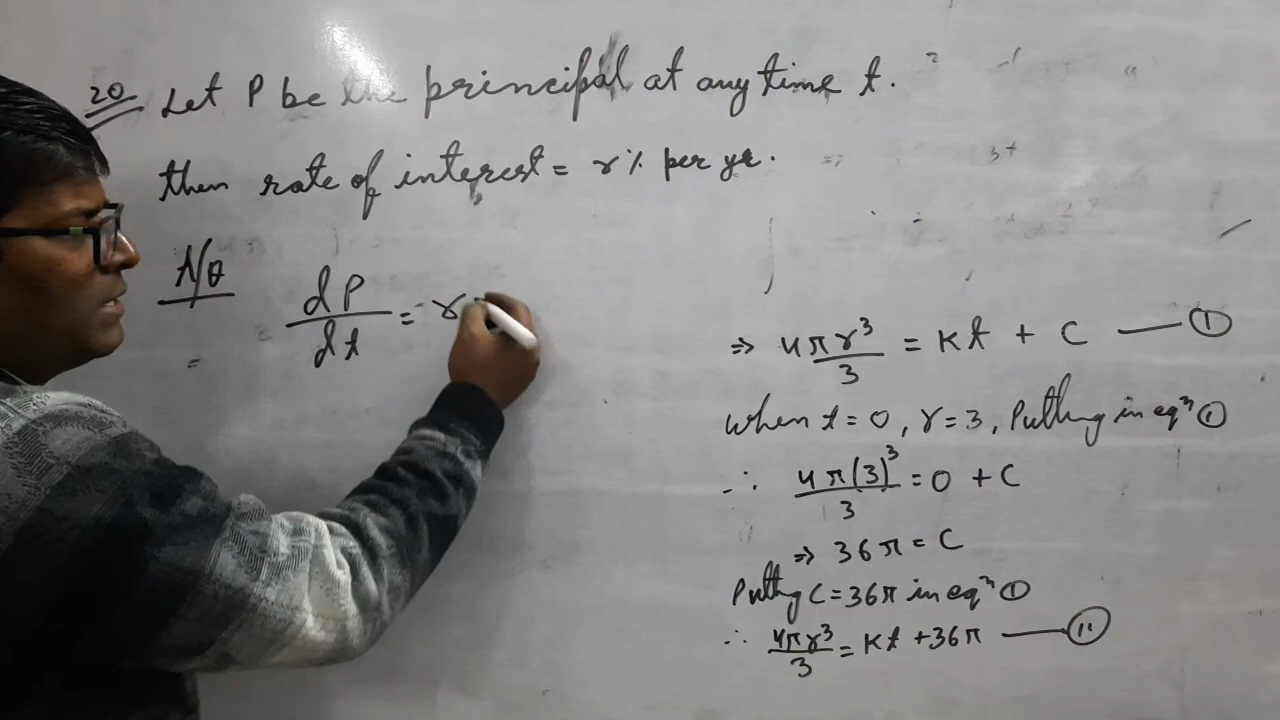 20 Let P be the principal at any time t.
then rate of interest = r% per yr.
A/Q dP/dt = r
⇒ 4πr³/3 = Kt + C — ①
When t = 0, r = 3, Putting in eqⁿ ①
∴ 4π(3)³/3 = 0 + C
⇒ 36π = C
Putting C = 36π in eqⁿ ①
∴ 4πr³/3 = Kt + 36π — ⑪